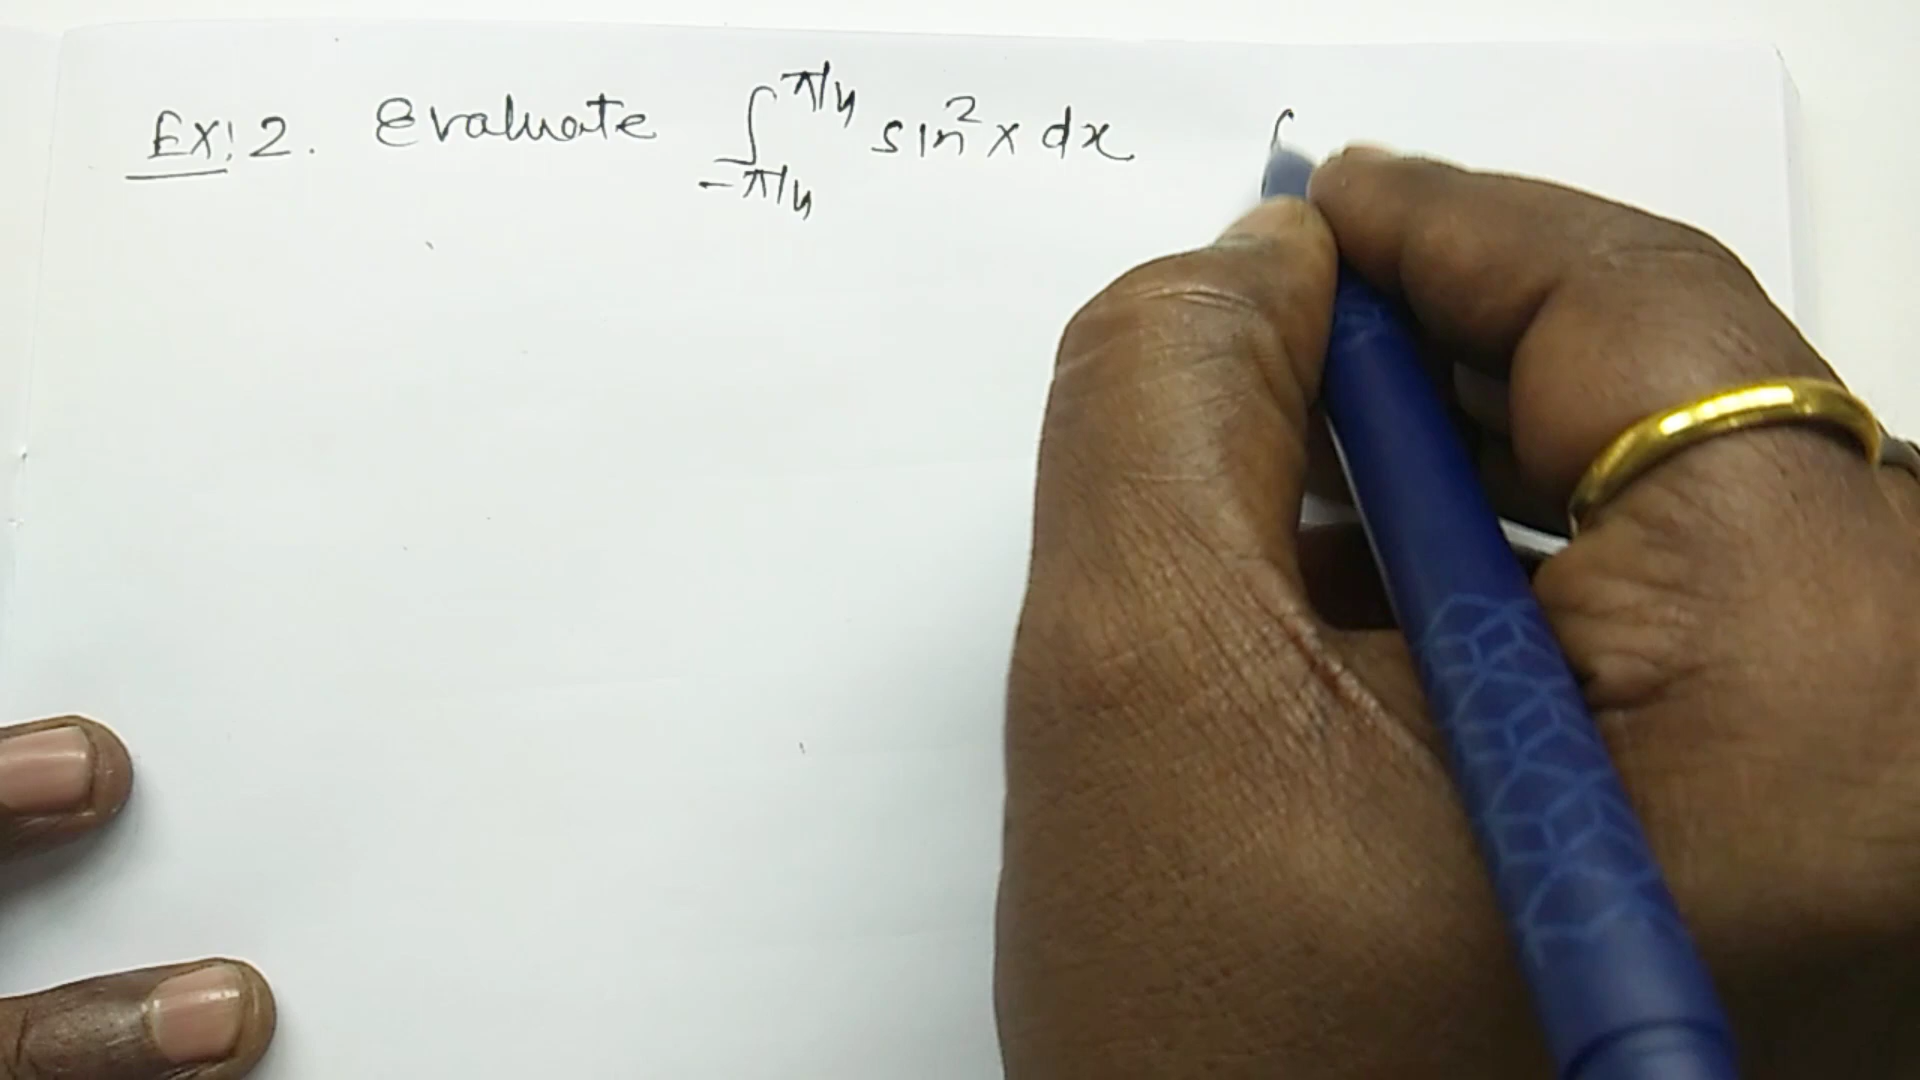 Ex: 2. Evaluate ∫_{-π/4}^{π/4} sin²x dx ∫